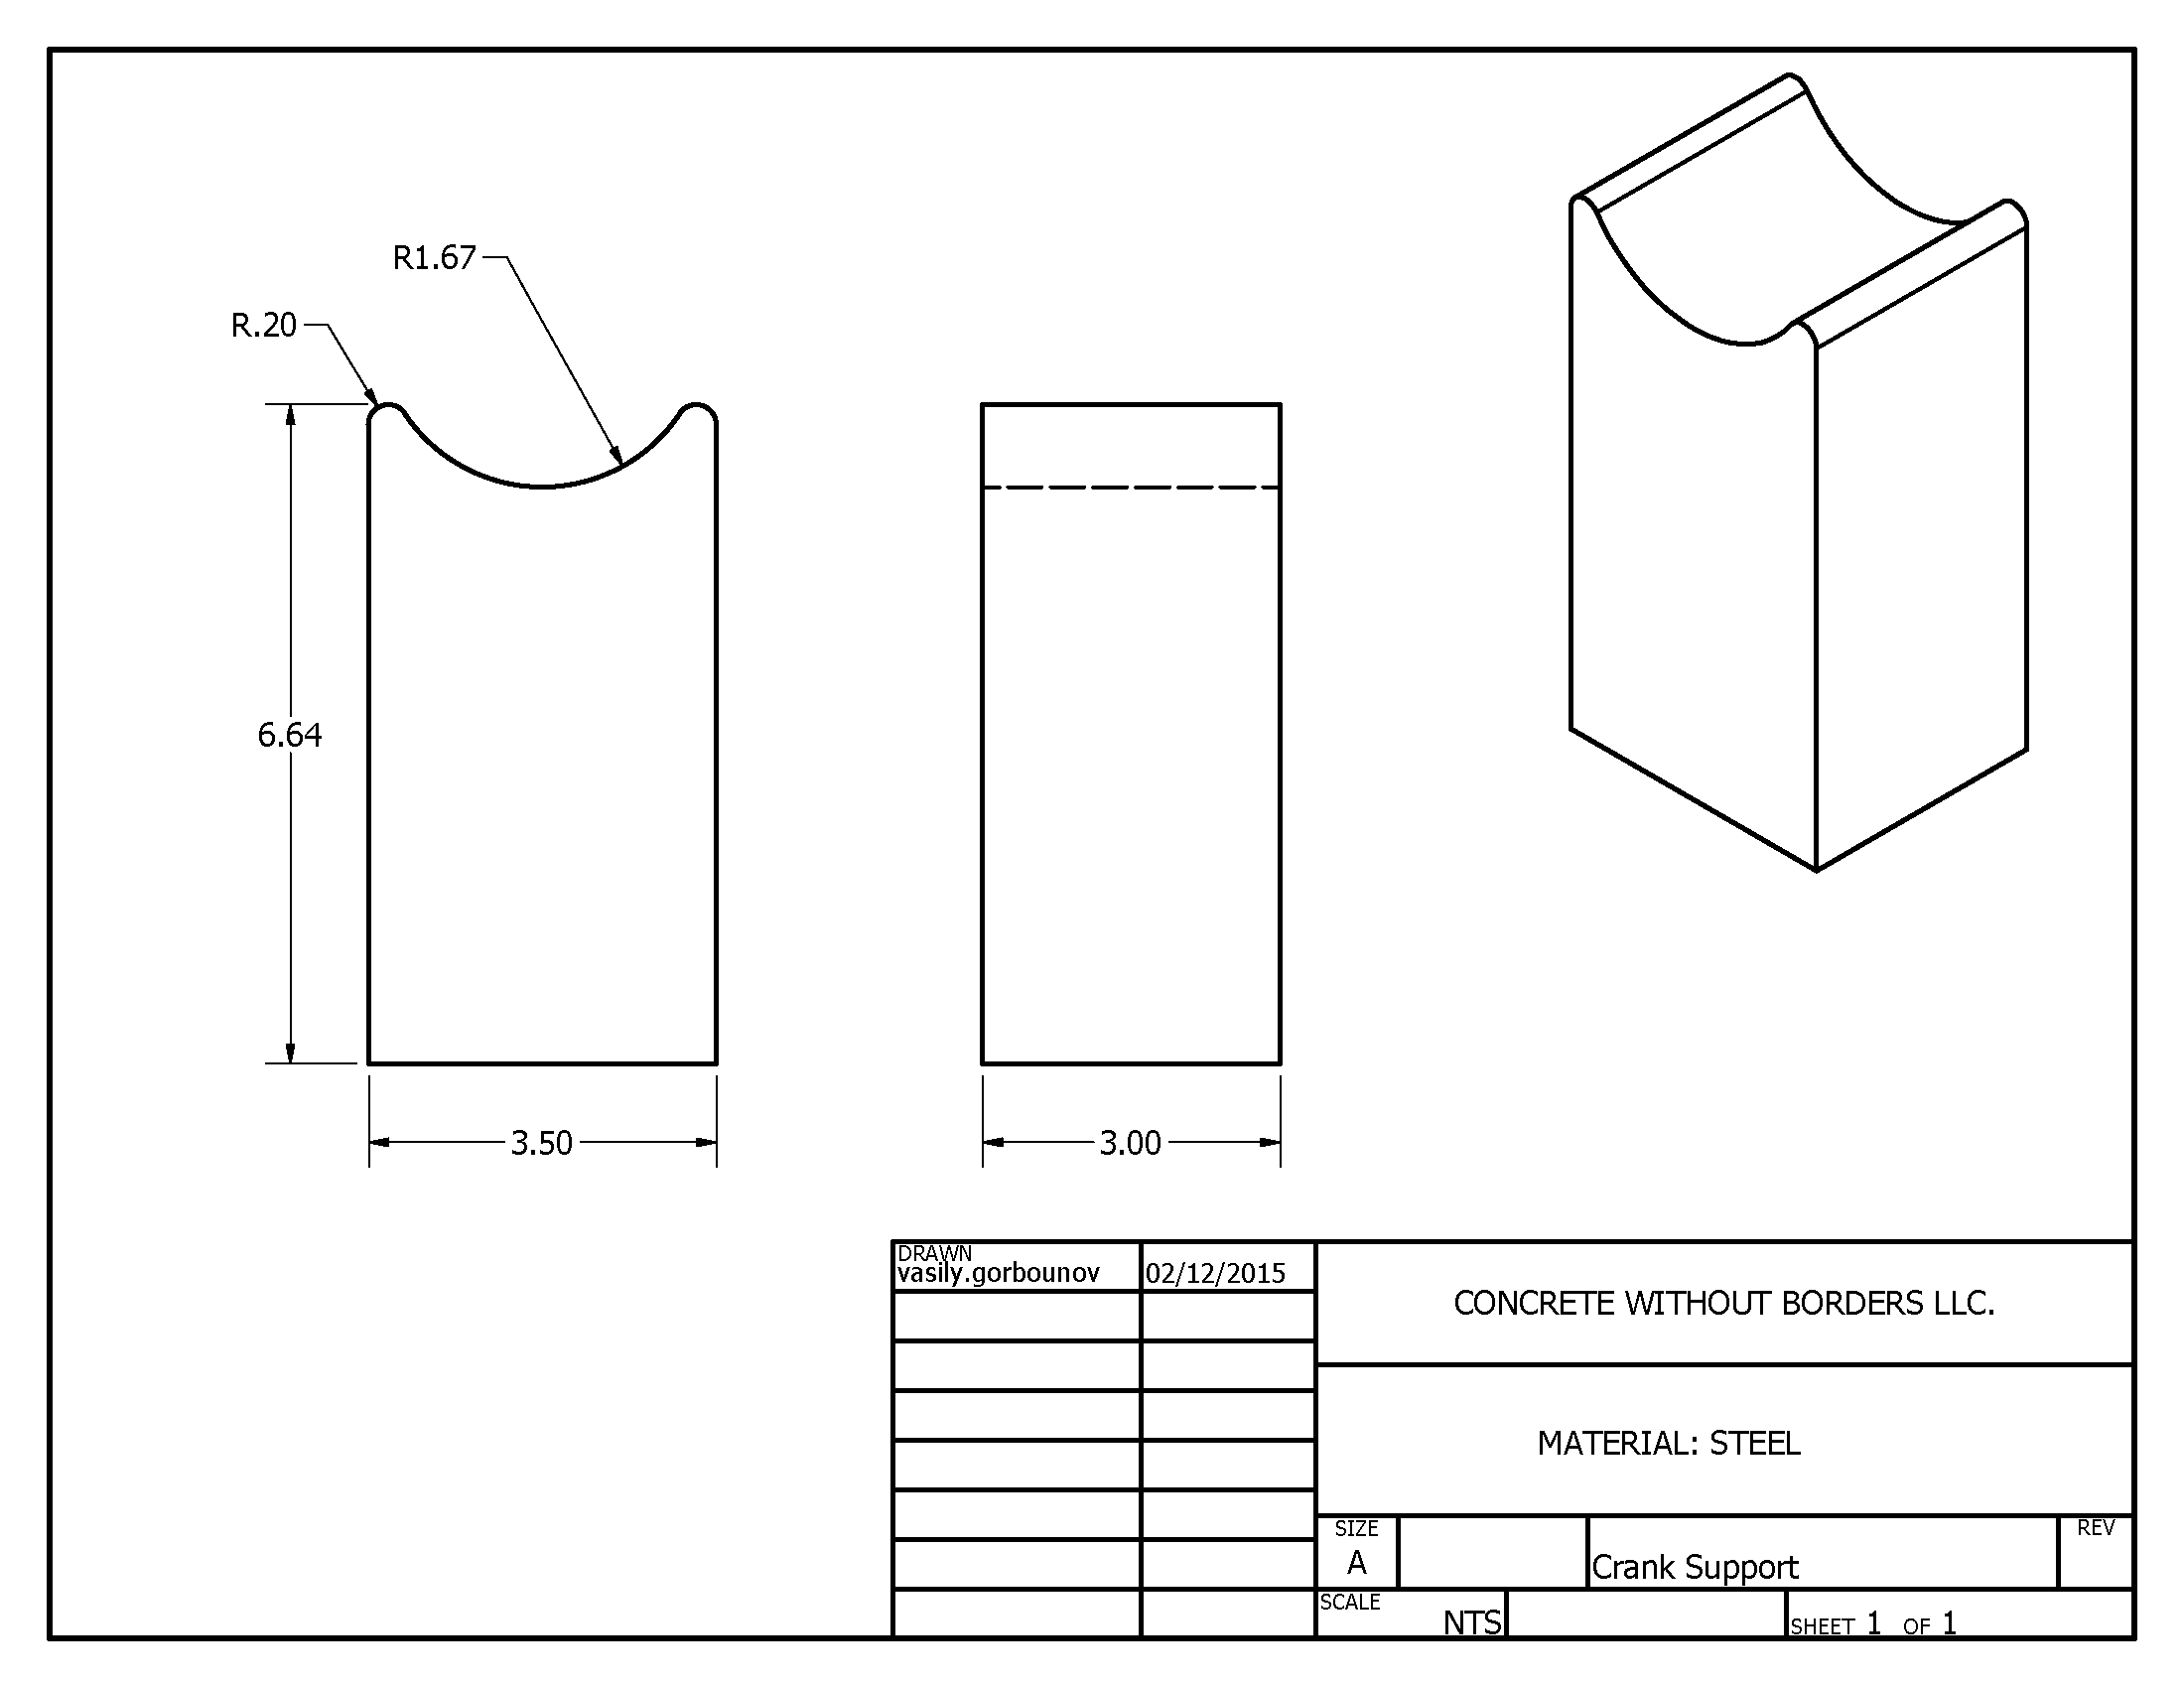 R1.67
R.20
6.64
3.50
3.00
DRAWN
vasily.gorbounov 02/12/2015
CONCRETE WITHOUT BORDERS LLC.
MATERIAL: STEEL
SIZE
A
Crank Support
REV
SCALE
NTS
SHEET 1 OF 1